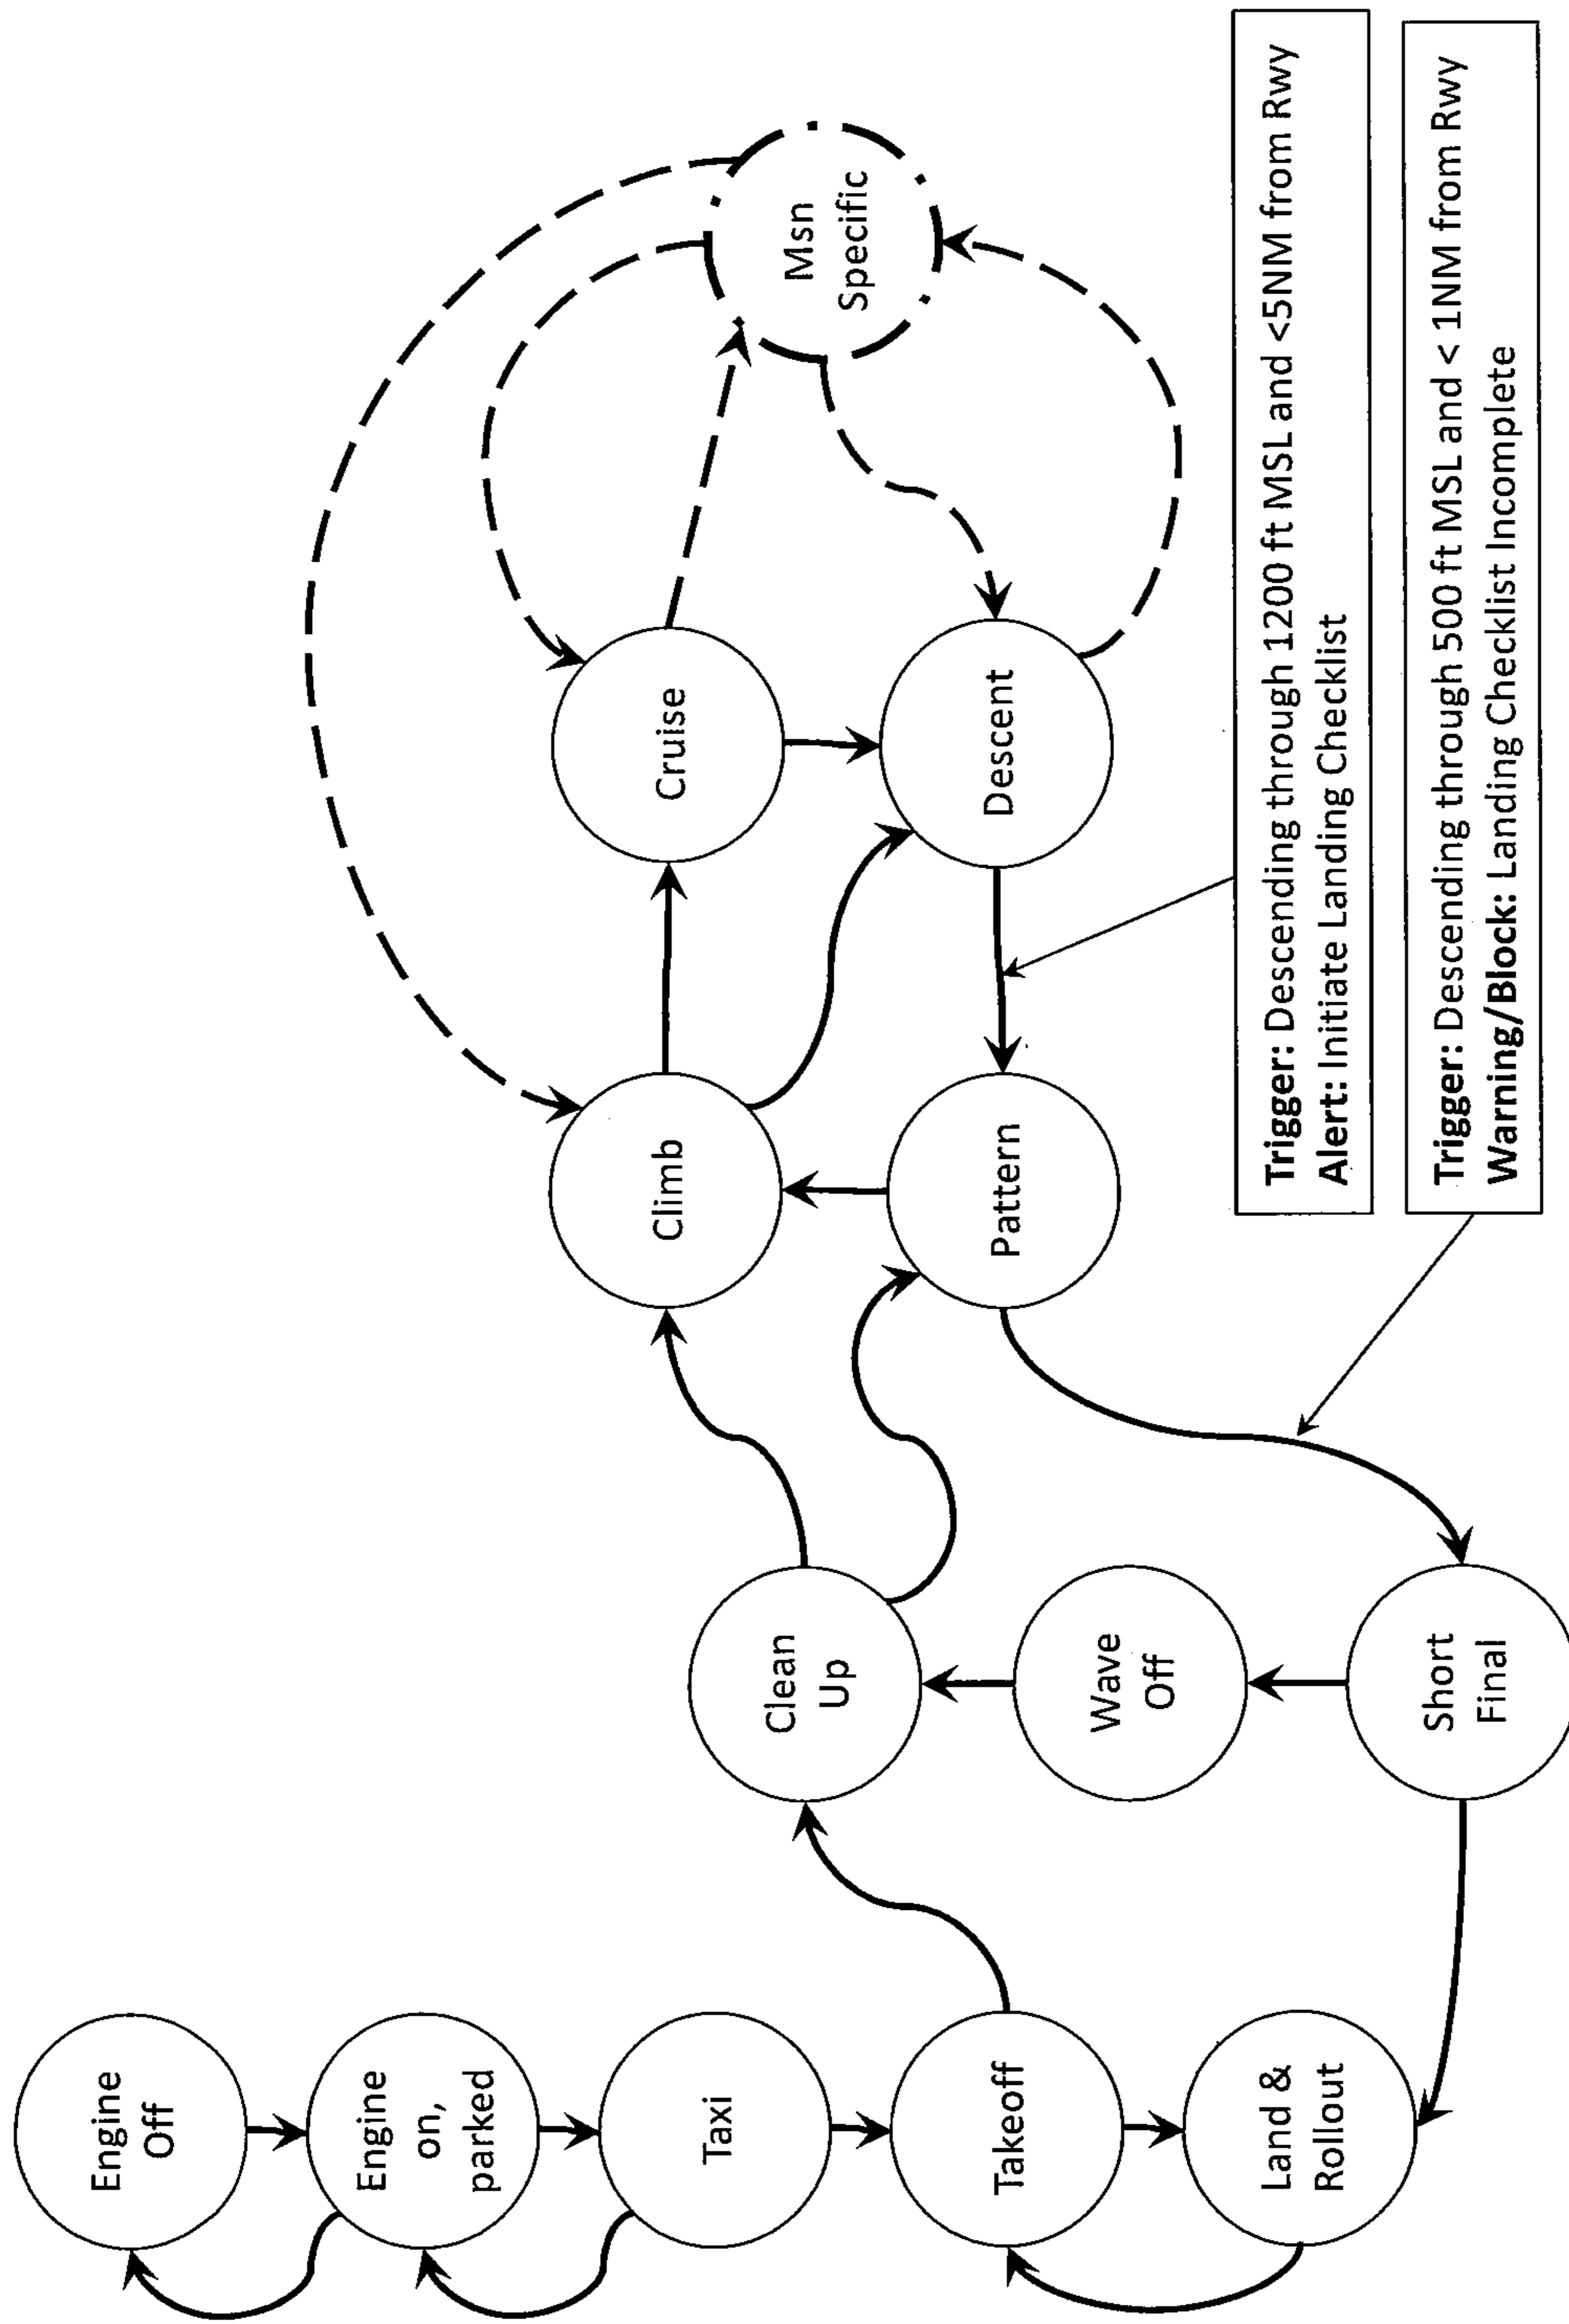 Engine
Off
Engine
on,
parked
Taxi
Takeoff
Land &
Rollout
Clean
Up
Wave
Off
Short
Final
Climb
Pattern
Cruise
Descent
Msn
Specific
Trigger: Descending through 1200 ft MSL and <5NM from Rwy
Alert: Initiate Landing Checklist
Trigger: Descending through 500 ft MSL and < 1NM from Rwy
Warning/Block: Landing Checklist Incomplete